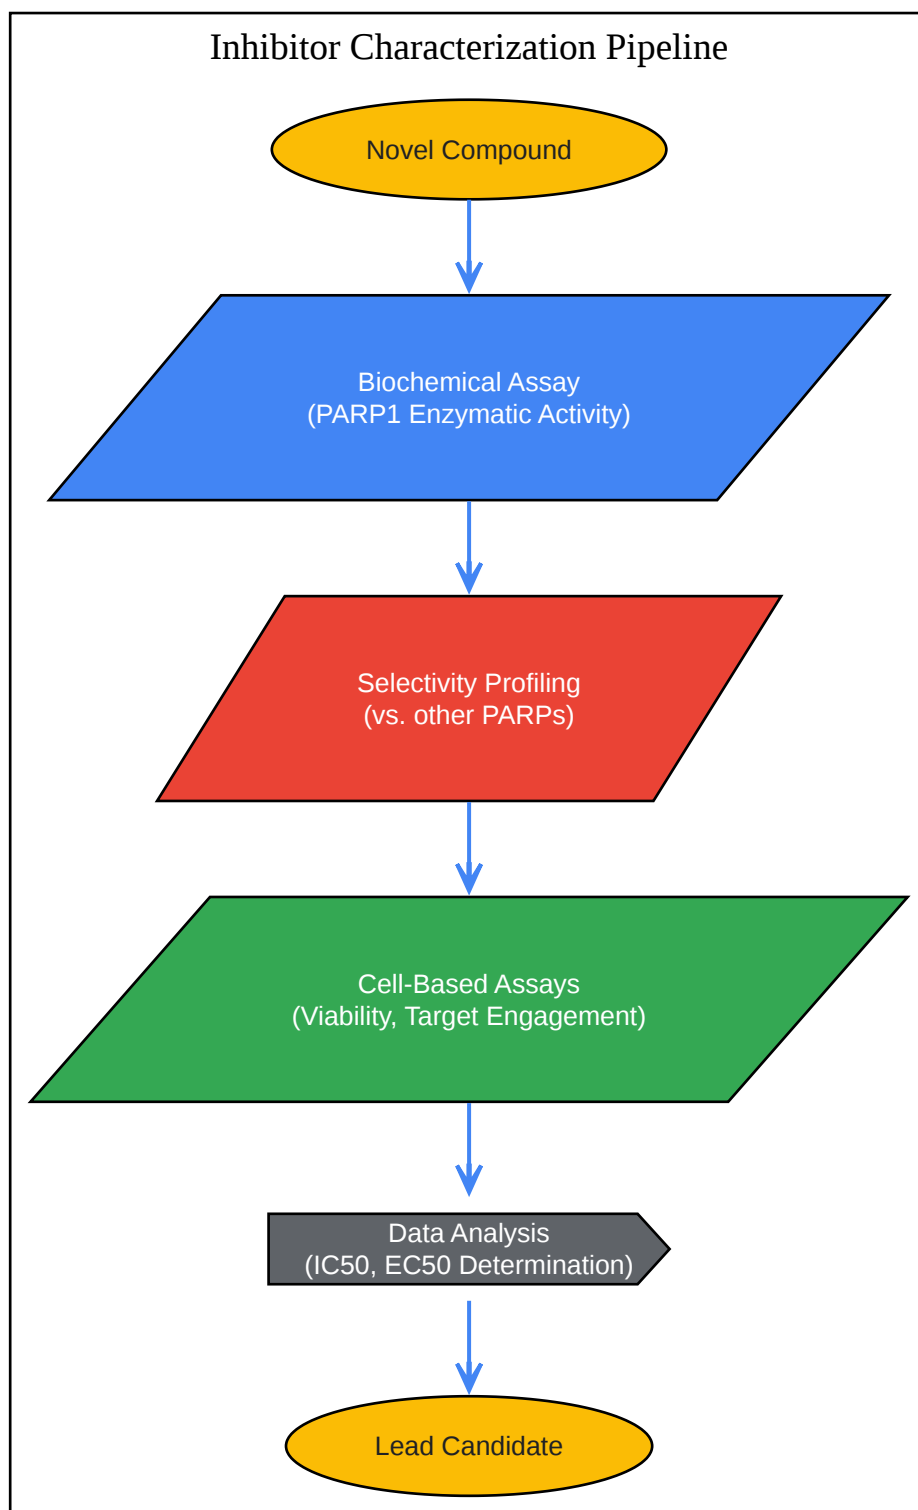 Inhibitor Characterization Pipeline
Novel Compound
Biochemical Assay
(PARP1 Enzymatic Activity)
Selectivity Profiling
(vs. other PARPs)
Cell-Based Assays
(Viability, Target Engagement)
Data Analysis
(IC50, EC50 Determination)
Lead Candidate